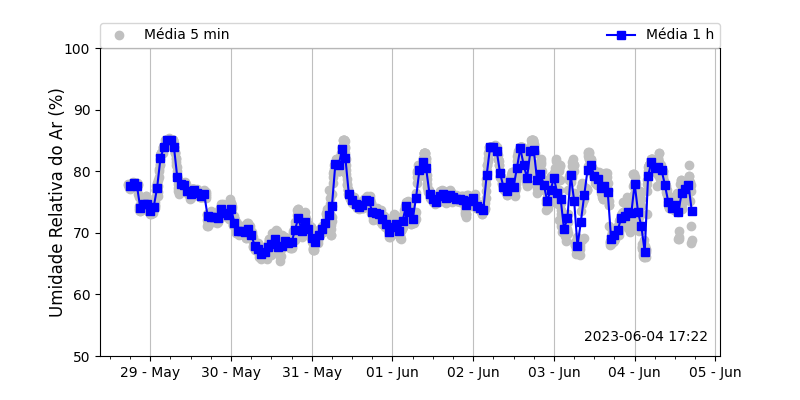 Média 5 min
Média 1 h
Umidade Relativa do Ar (%)
100
90
80
70
60
50
2023-06-04 17:22
29 - May
30 - May
31 - May
01 - Jun
02 - Jun
03 - Jun
04 - Jun
05 - Jun